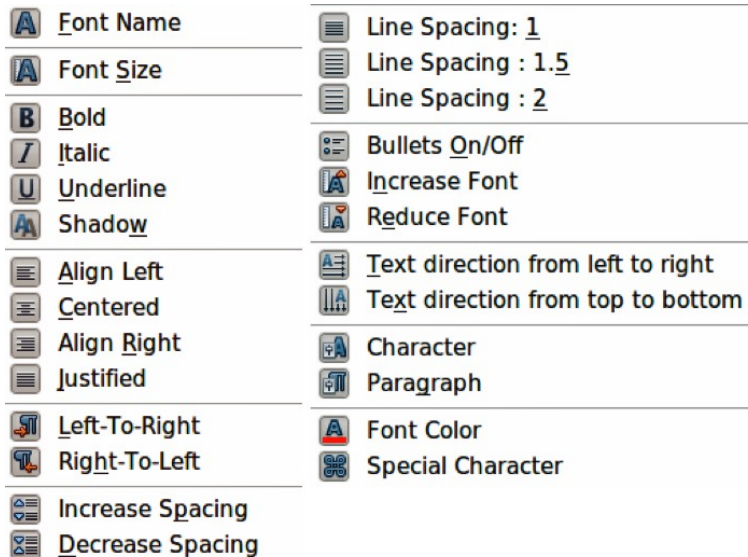 Font Name
Font Size
Bold
Italic
Underline
Shadow
Align Left
Centered
Align Right
Justified
Left-To-Right
Right-To-Left
Increase Spacing
Decrease Spacing
Line Spacing: 1
Line Spacing : 1.5
Line Spacing : 2
Bullets On/Off
Increase Font
Reduce Font
Text direction from left to right
Text direction from top to bottom
Character
Paragraph
Font Color
Special Character